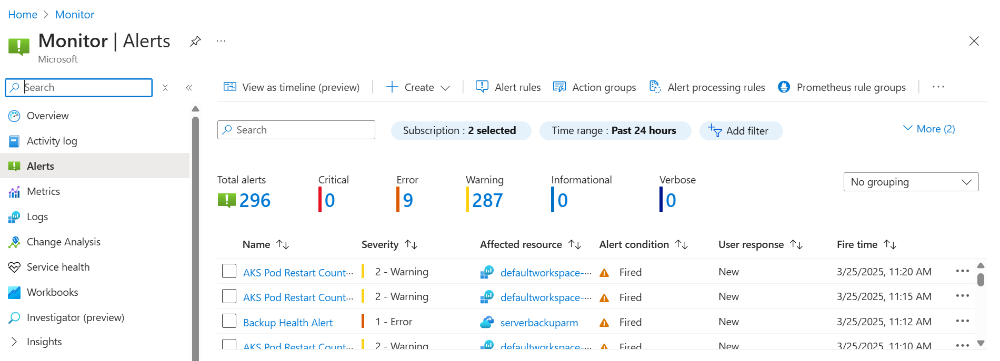 Home > Monitor
Monitor | Alerts ...
Microsoft
Search
Overview
Activity log
Alerts
Metrics
Logs
Change Analysis
Service health
Workbooks
Investigator (preview)
Insights
View as timeline (preview) Create Alert rules Action groups Alert processing rules Prometheus rule groups ...
Search Subscription : 2 selected Time range : Past 24 hours Add filter More (2)
Total alerts Critical Error Warning Informational Verbose
296 0 9 287 0 0
No grouping
Name Severity Affected resource Alert condition User response Fire time
AKS Pod Restart Count... 2 - Warning defaultworkspace-... Fired New 3/25/2025, 11:20 AM ...
AKS Pod Restart Count... 2 - Warning defaultworkspace-... Fired New 3/25/2025, 11:15 AM ...
Backup Health Alert 1 - Error serverbackuparm Fired New 3/25/2025, 11:12 AM ...
AKS Pod Restart Count... 2 - Warning defaultworkspace-... Fired New 3/25/2025, 11:10 AM ...